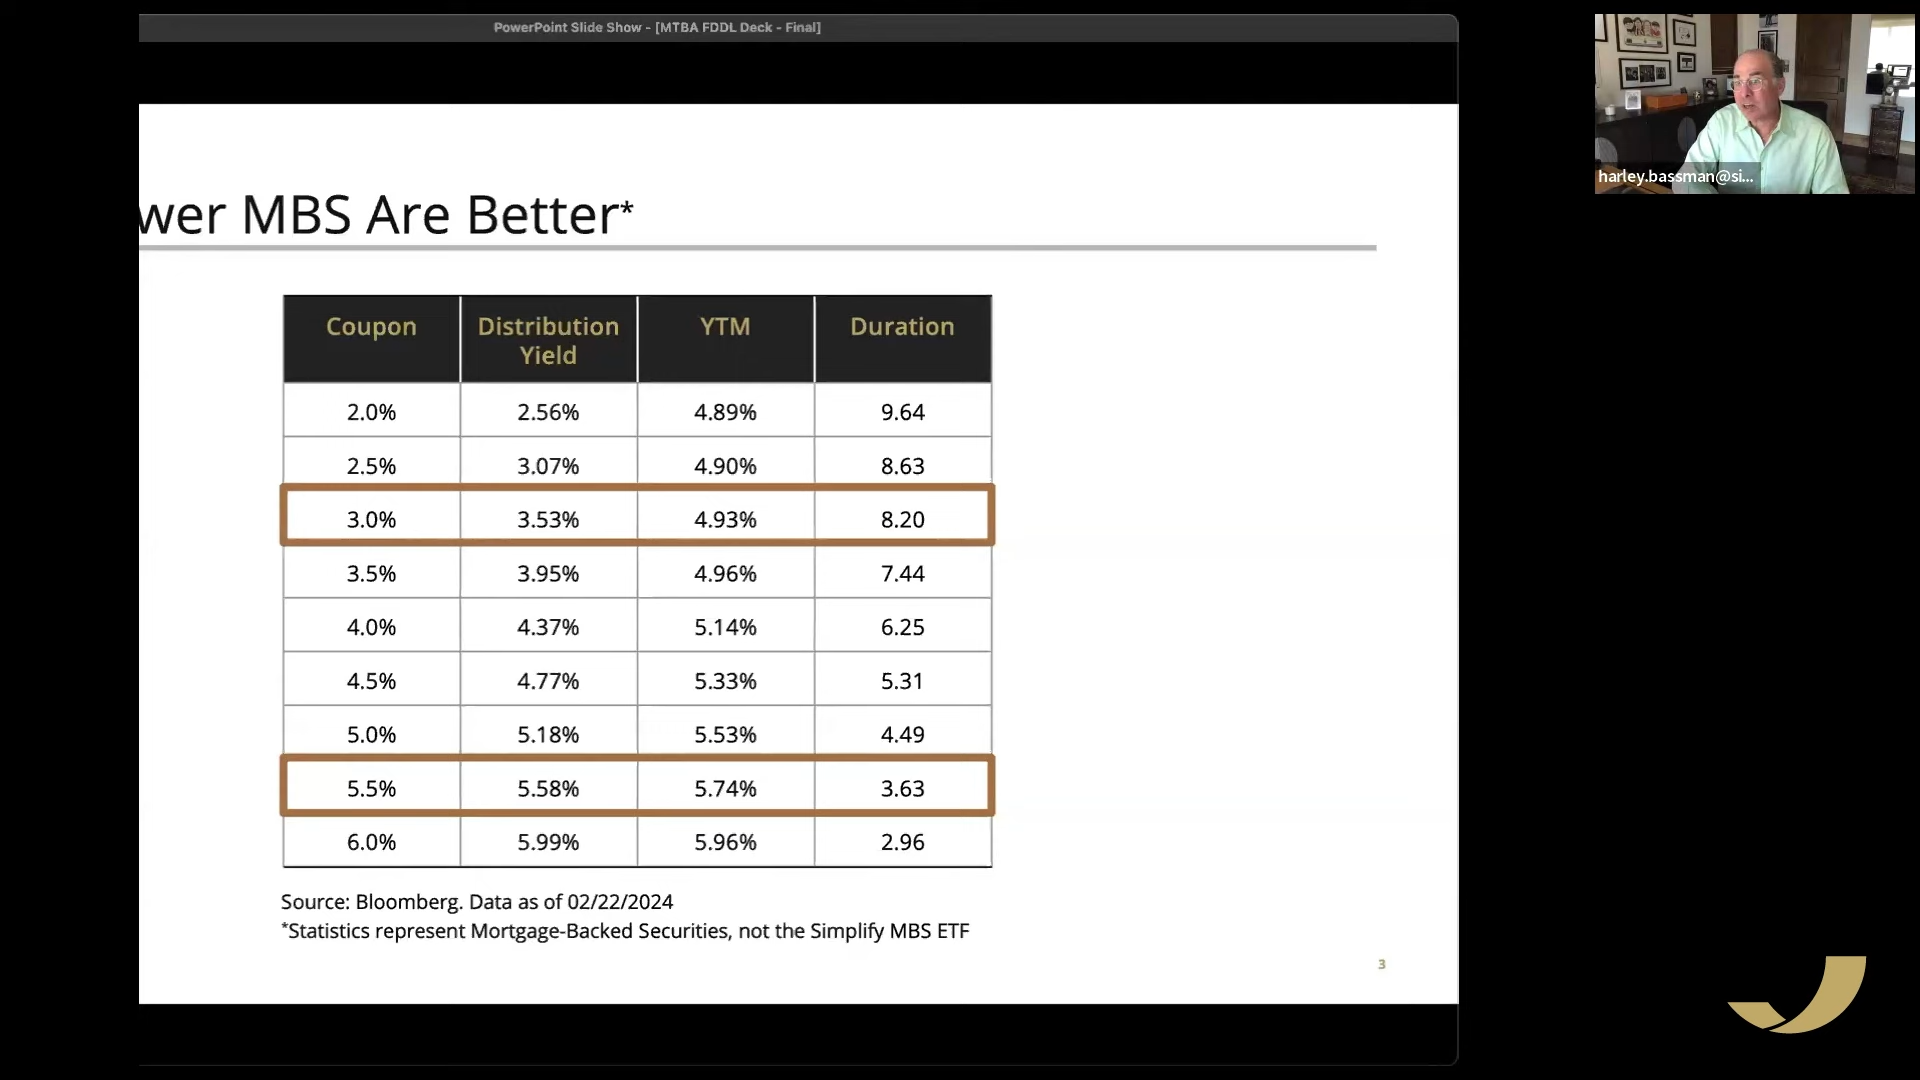 PowerPoint Slide Show - [MTBA FDDL Deck - Final]
harley.bassman@si...
wer MBS Are Better*
Coupon Distribution Yield YTM Duration
2.0% 2.56% 4.89% 9.64
2.5% 3.07% 4.90% 8.63
3.0% 3.53% 4.93% 8.20
3.5% 3.95% 4.96% 7.44
4.0% 4.37% 5.14% 6.25
4.5% 4.77% 5.33% 5.31
5.0% 5.18% 5.53% 4.49
5.5% 5.58% 5.74% 3.63
6.0% 5.99% 5.96% 2.96
Source: Bloomberg. Data as of 02/22/2024
*Statistics represent Mortgage-Backed Securities, not the Simplify MBS ETF
3